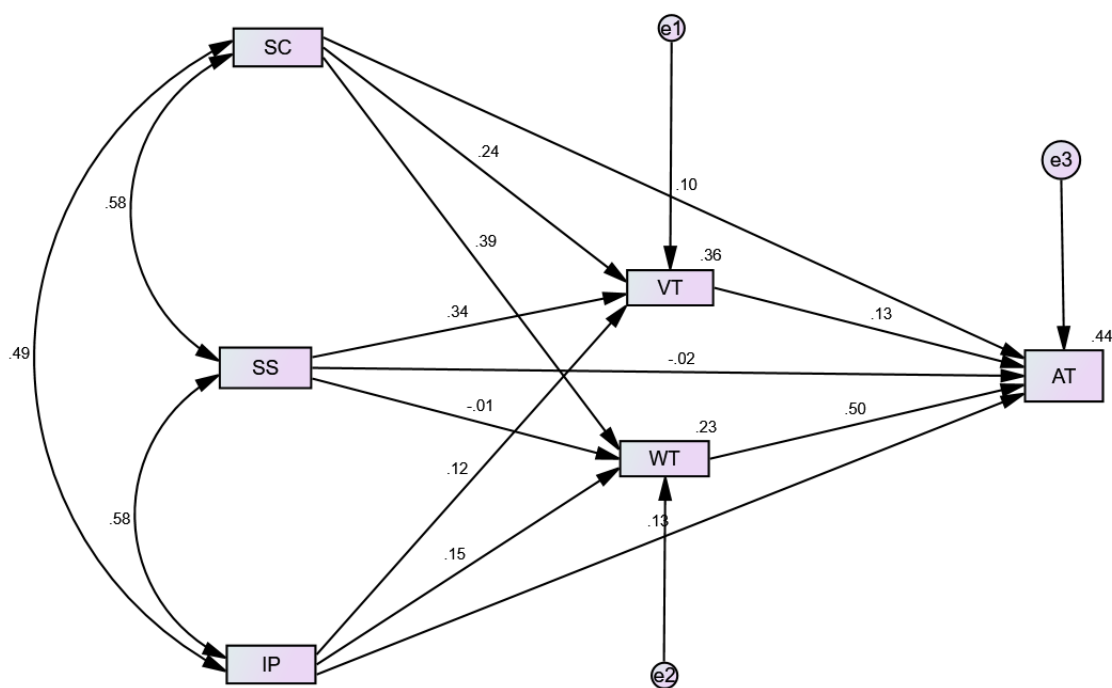 SC
e1
.24
e3
.10
.58
.39
.36
VT
.34
.13
.44
.49
SS
-.02
AT
-.01
.50
.23
WT
.12
.58
.13
.15
IP
e2